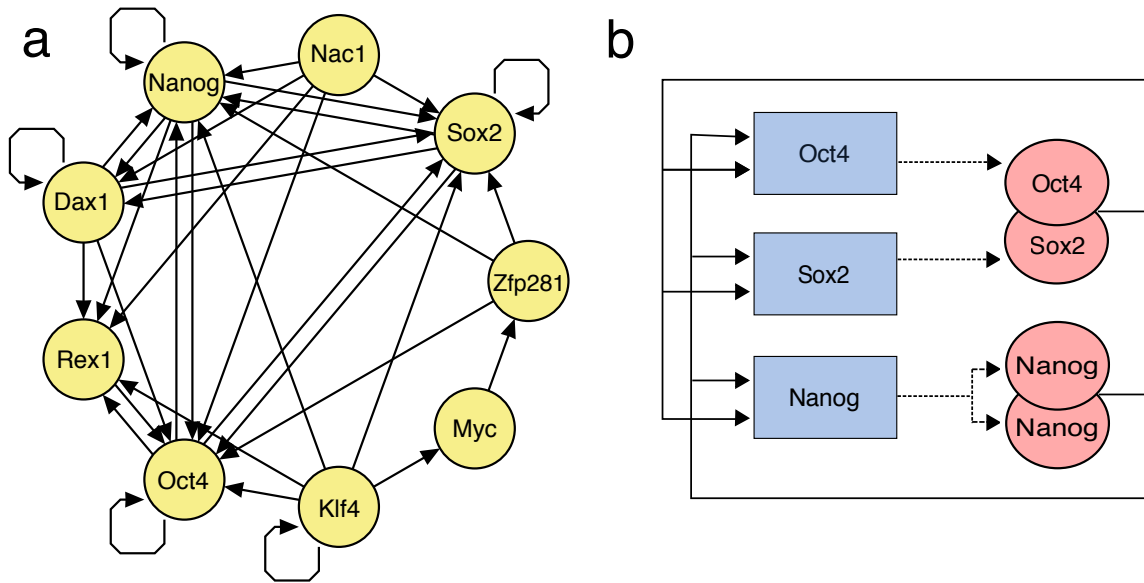 a
b
Nac1
Nanog
Sox2
Dax1
Zfp281
Rex1
Myc
Oct4
Klf4
Oct4
Oct4
Sox2
Sox2
Nanog
Nanog
Nanog